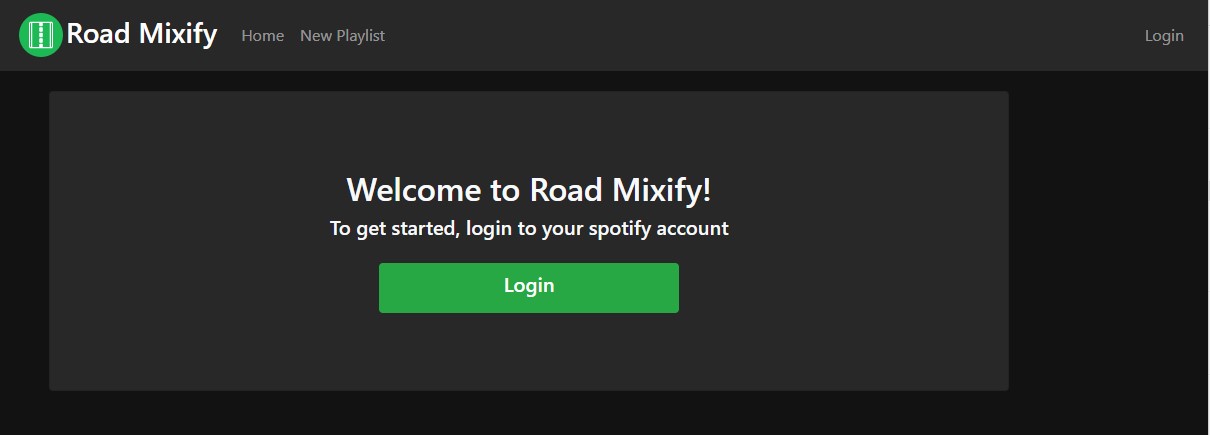 Road Mixify Home New Playlist Login
Welcome to Road Mixify!
To get started, login to your spotify account
Login